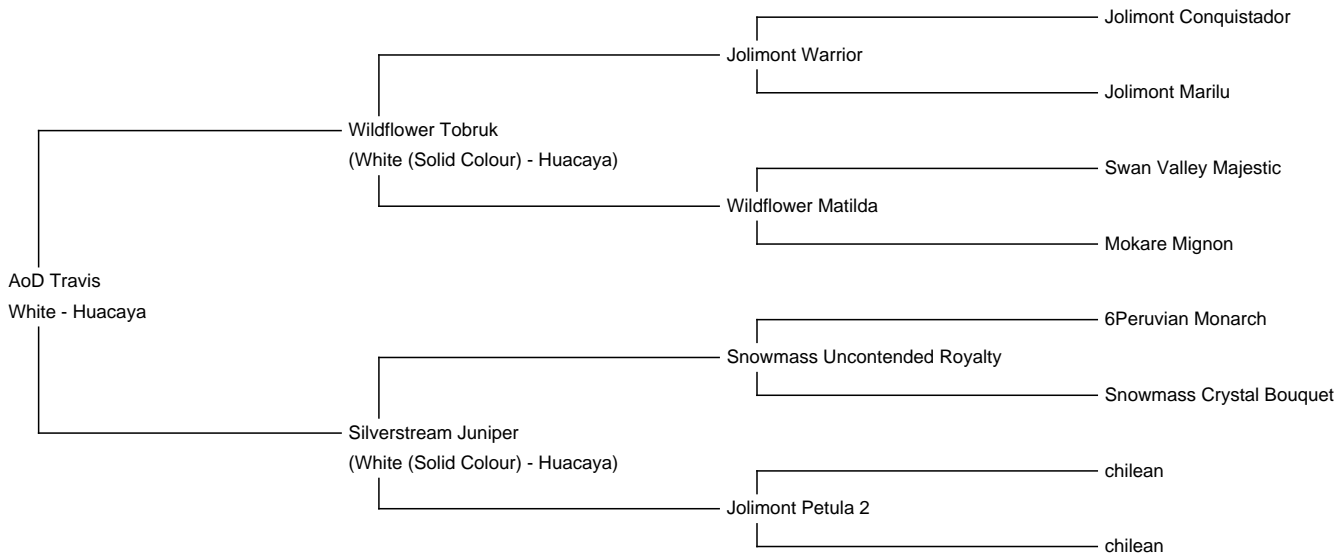 Jolimont Conquistador
Jolimont Warrior
Jolimont Marilu
Wildflower Tobruk
(White (Solid Colour) - Huacaya)
Swan Valley Majestic
Wildflower Matilda
Mokare Mignon
AoD Travis
White - Huacaya
6Peruvian Monarch
Snowmass Uncontended Royalty
Snowmass Crystal Bouquet
Silverstream Juniper
(White (Solid Colour) - Huacaya)
chilean
Jolimont Petula 2
chilean